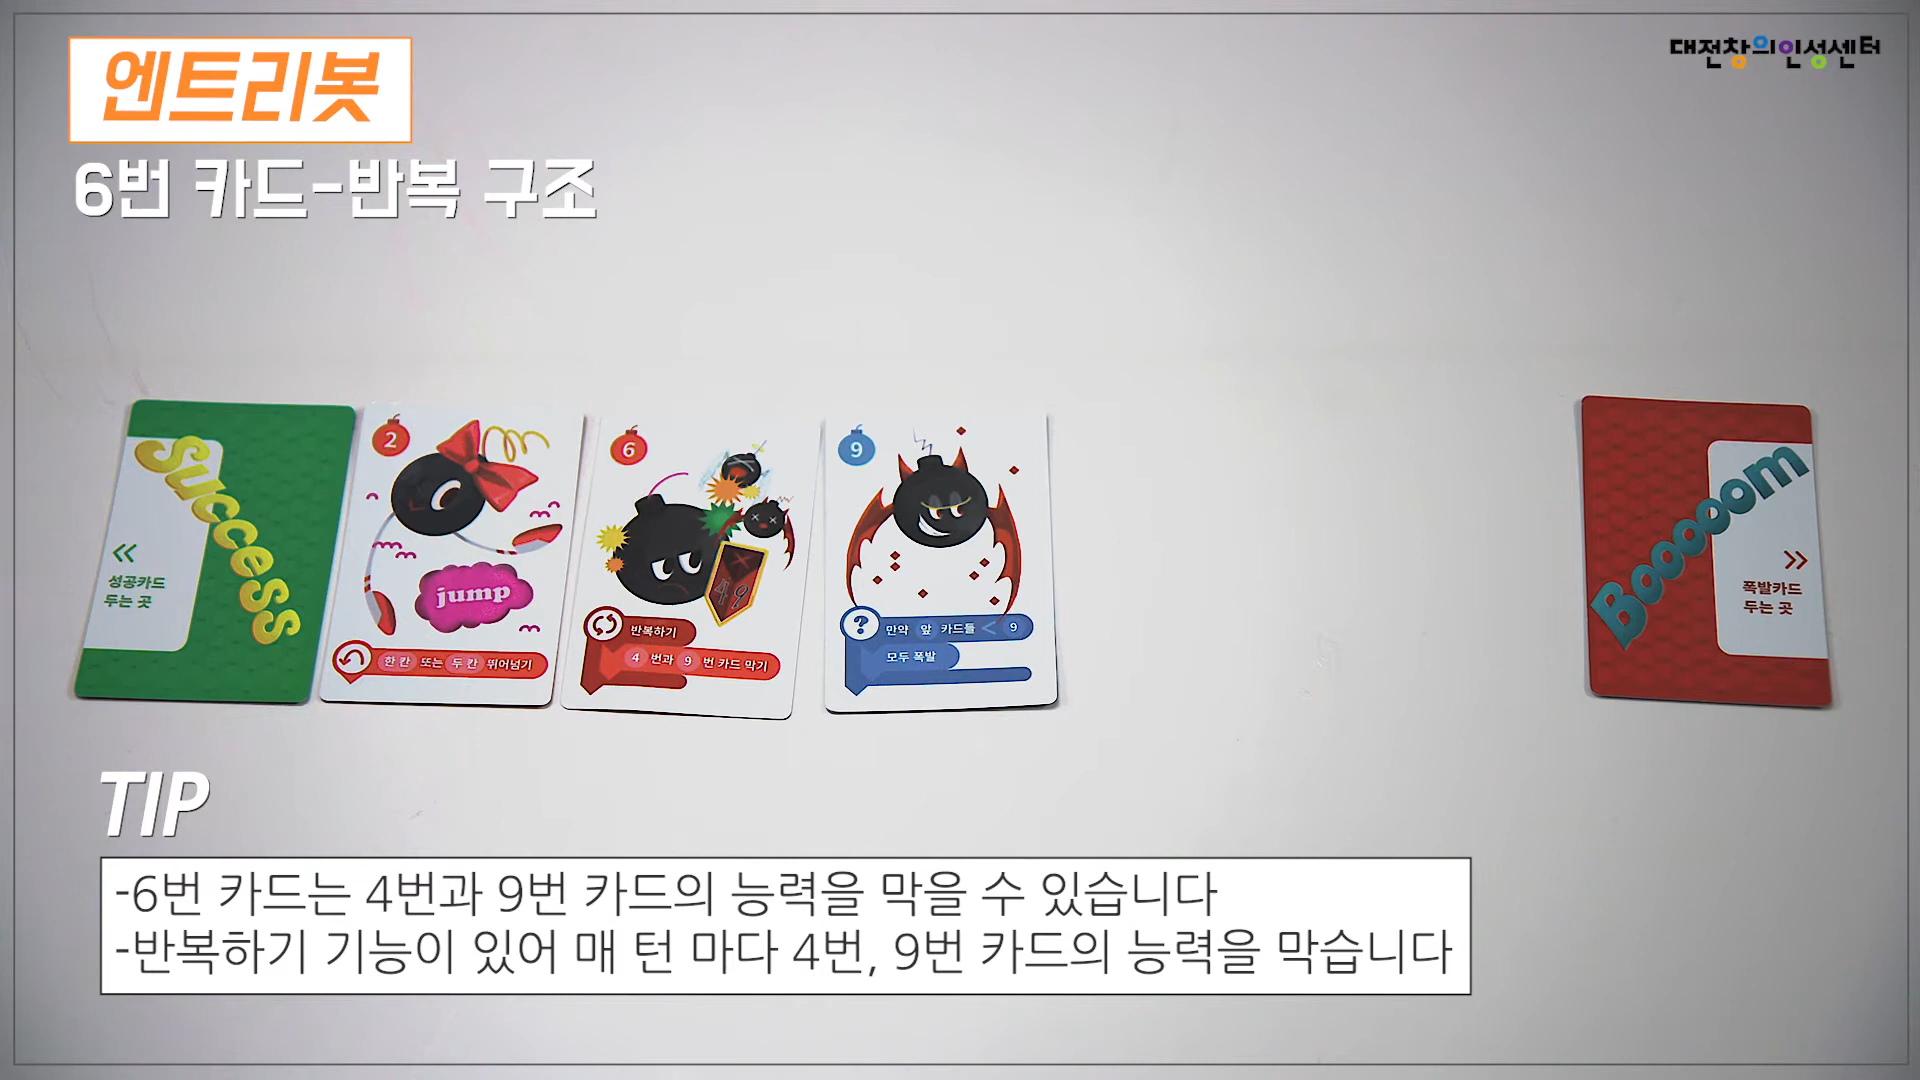 엔트리봇
대전창의인성센터
6번 카드-반복 구조
success
성공카드
두는 곳
2
jump
한 칸 또는 두 칸 뛰어넘기
6
4 9
반복하기
4 번과 9 번 카드 막기
9
?
만약 앞 카드들 < 9
모두 폭발
Booooom
폭발카드
두는 곳
TIP
-6번 카드는 4번과 9번 카드의 능력을 막을 수 있습니다
-반복하기 기능이 있어 매 턴 마다 4번, 9번 카드의 능력을 막습니다